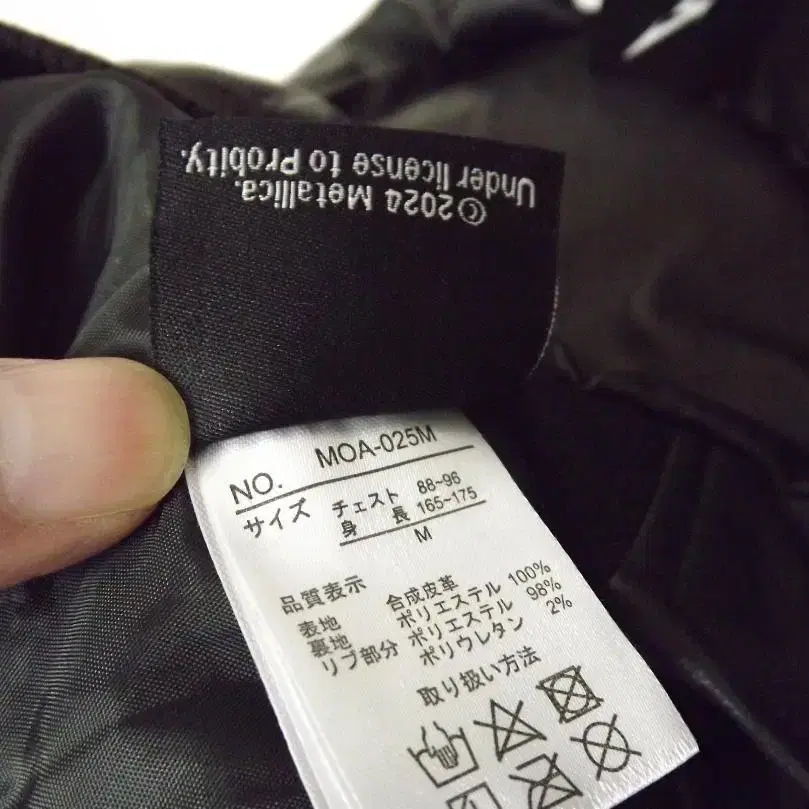 ©2024 Metallica.
Under license to Probity.
NO. MOA-025M
サイズ チェスト 88~96
身 長 165~175
M
品質表示
表地 合成皮革
裏地 ポリエステル 100%
リブ部分 ポリエステル 98%
ポリウレタン 2%
取り扱い方法